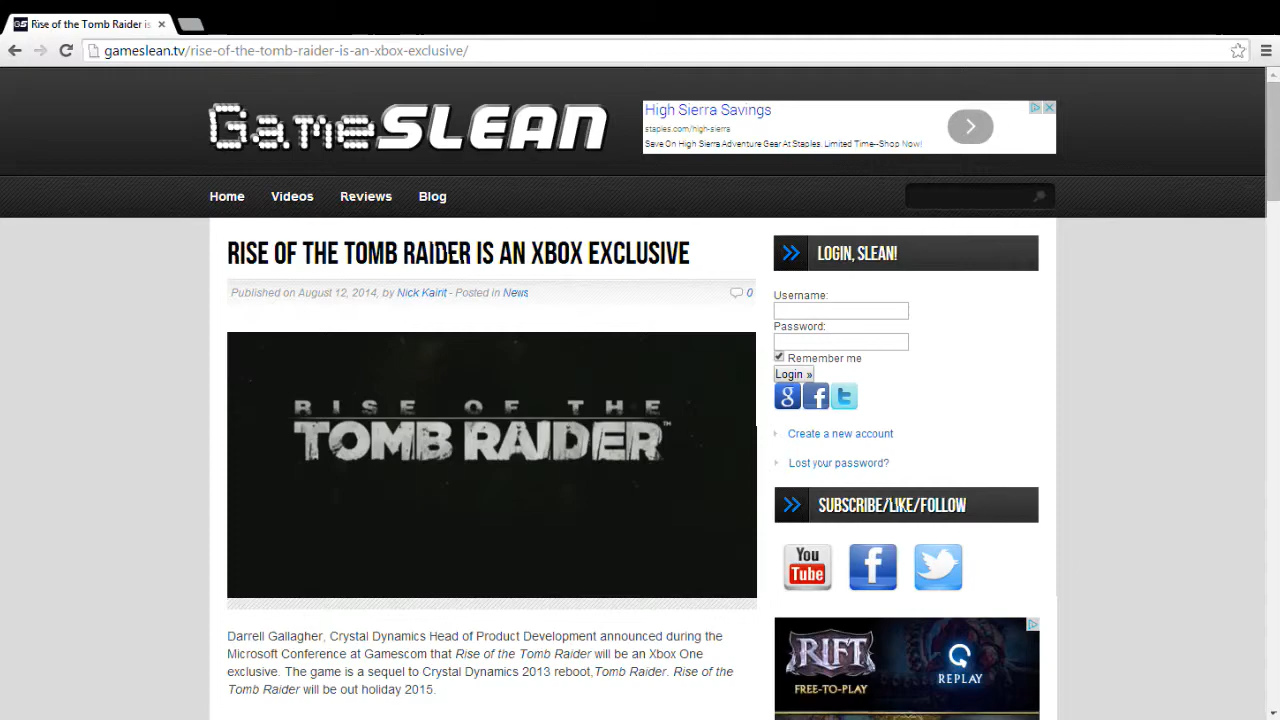 Rise of the Tomb Raider is
gameslean.tv/rise-of-the-tomb-raider-is-an-xbox-exclusive/
GameSLEAN
High Sierra Savings
staples.com/high-sierra
Save On High Sierra Adventure Gear At Staples. Limited Time--Shop Now!
Home Videos Reviews Blog
RISE OF THE TOMB RAIDER IS AN XBOX EXCLUSIVE
Published on August 12, 2014, by Nick Kairit - Posted in News 0
RISE OF THE
TOMB RAIDER™
Darrell Gallagher, Crystal Dynamics Head of Product Development announced during the
Microsoft Conference at Gamescom that Rise of the Tomb Raider will be an Xbox One
exclusive. The game is a sequel to Crystal Dynamics 2013 reboot,Tomb Raider. Rise of the
Tomb Raider will be out holiday 2015.
LOGIN, SLEAN!
Username:
Password:
Remember me
Login »
Create a new account
Lost your password?
SUBSCRIBE/LIKE/FOLLOW
You
Tube
RIFT
FREE-TO-PLAY
REPLAY